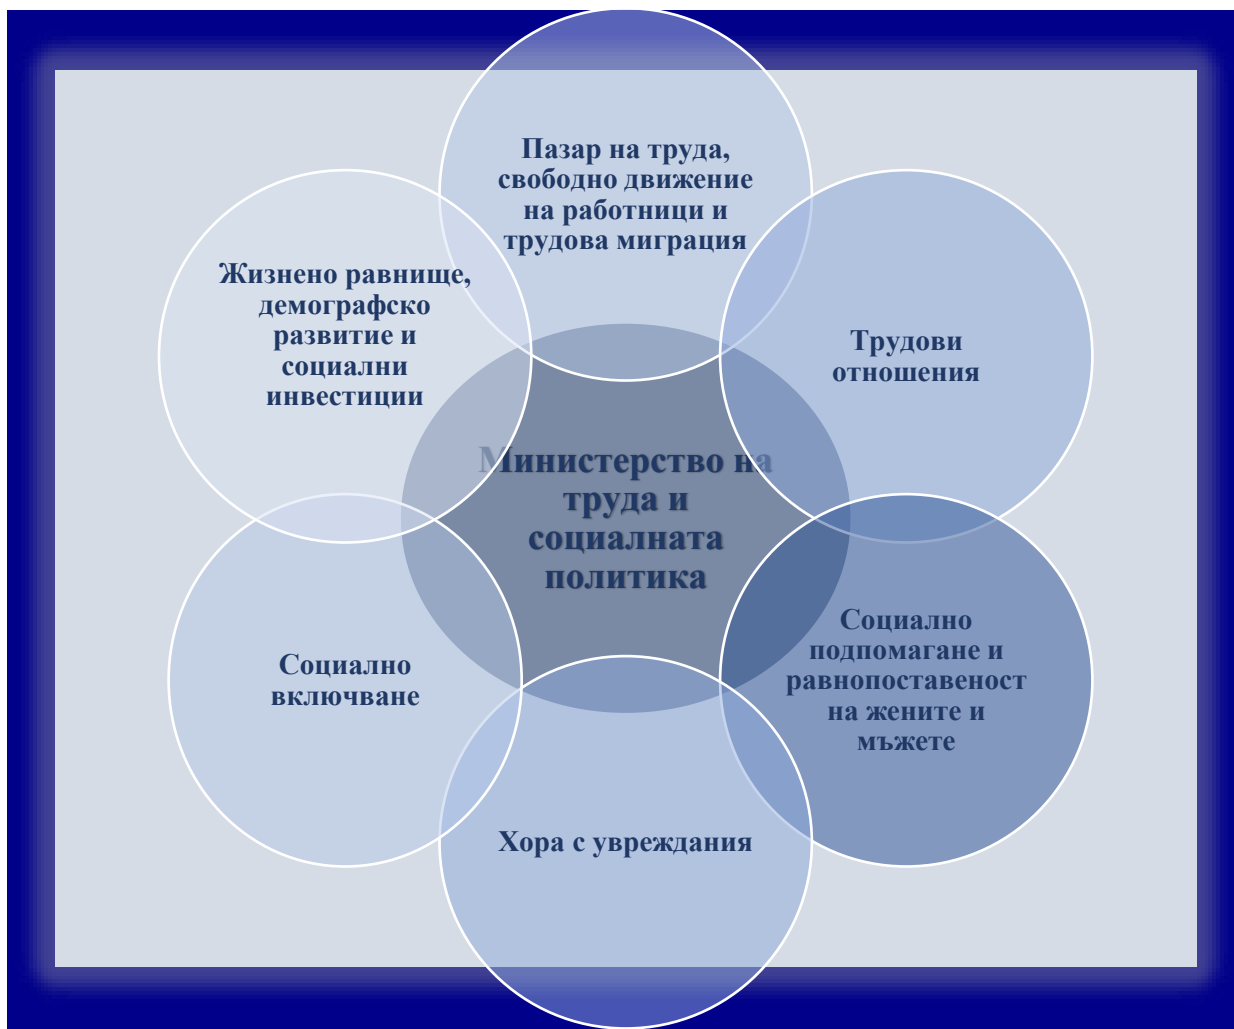 Пазар на труда,
свободно движение
на работници и
трудова миграция
Трудови
отношения
Социално
подпомагане и
равнопоставеност
на жените и
мъжете
Хора с увреждания
Социално
включване
Жизнено равнище,
демографско
развитие и
социални
инвестиции
Министерство на
труда и
социалната
политика